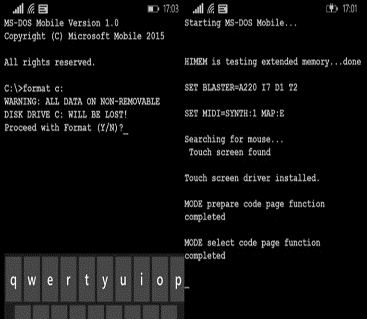 17:03
MS-DOS Mobile Version 1.0
Copyright (C) Microsoft Mobile 2015
All rights reserved.
C:\>format c:
WARNING: ALL DATA ON NON-REMOVABLE
DISK DRIVE C: WILL BE LOST!
Proceed with Format (Y/N)?_
q w e r t y u i o p
17:01
Starting MS-DOS Mobile...
HIMEM is testing extended memory...done
SET BLASTER=A220 I7 D1 T2
SET MIDI=SYNTH:1 MAP:E
Searching for mouse...
Touch screen found
Touch screen driver installed.
MODE prepare code page function
completed
MODE select code page function
completed
_